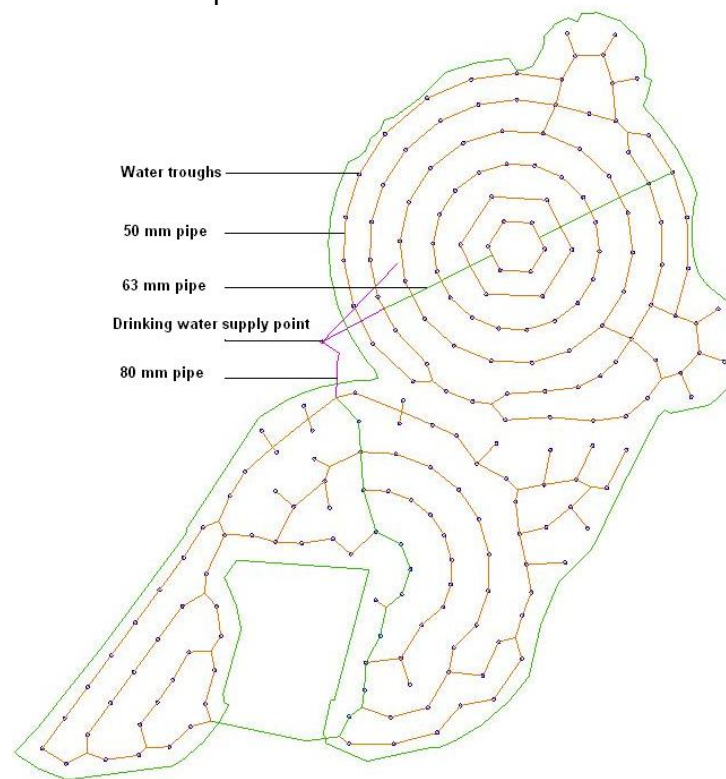 Water troughs
50 mm pipe
63 mm pipe
Drinking water supply point
80 mm pipe